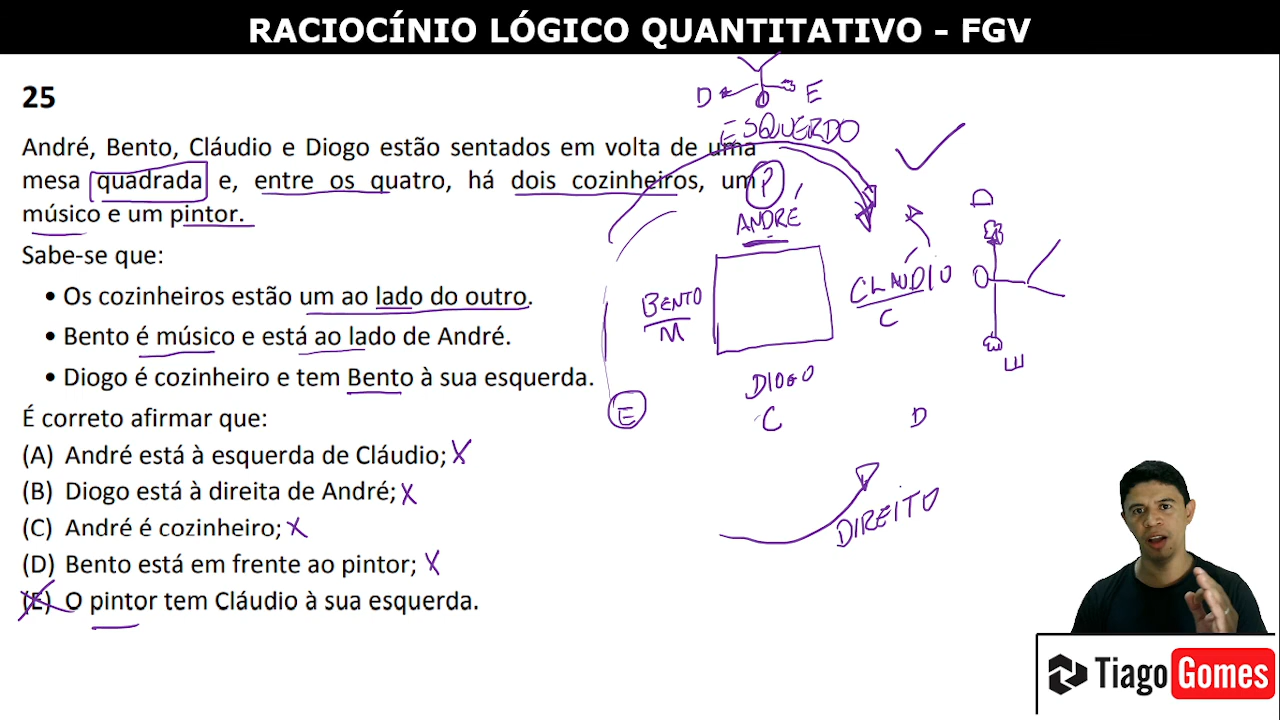 RACIOCÍNIO LÓGICO QUANTITATIVO - FGV
25
André, Bento, Cláudio e Diogo estão sentados em volta de uma
mesa quadrada e, entre os quatro, há dois cozinheiros, um
músico e um pintor.
Sabe-se que:
• Os cozinheiros estão um ao lado do outro.
• Bento é músico e está ao lado de André.
• Diogo é cozinheiro e tem Bento à sua esquerda.
É correto afirmar que:
(A) André está à esquerda de Cláudio; X
(B) Diogo está à direita de André; X
(C) André é cozinheiro; X
(D) Bento está em frente ao pintor; X
(E) O pintor tem Cláudio à sua esquerda.
D E
ESQUERDO
P
ANDRÉ
BENTO
M
CLÁUDIO
C
DIOGO
C
E
D
DIREITO
D
E
Tiago Gomes